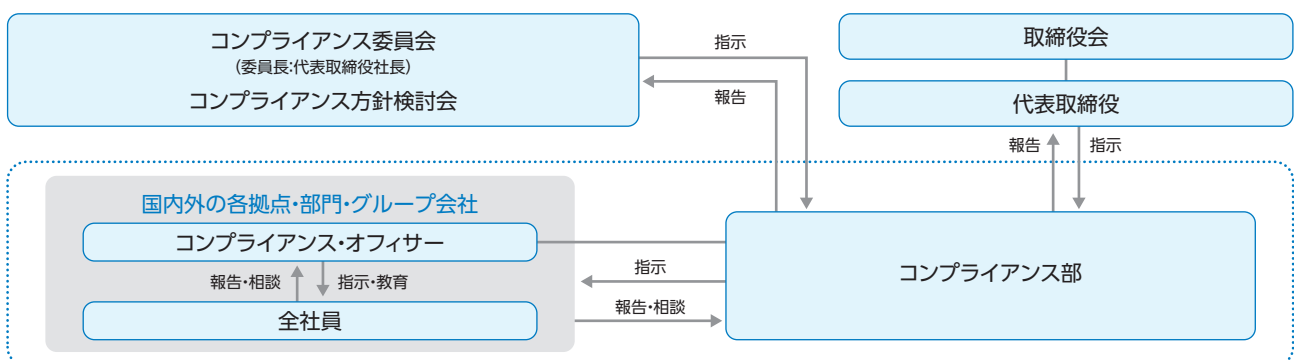 コンプライアンス委員会
(委員長:代表取締役社長)
コンプライアンス方針検討会
指示
報告
取締役会
代表取締役
報告
指示
国内外の各拠点・部門・グループ会社
コンプライアンス・オフィサー
報告・相談
指示・教育
全社員
指示
報告・相談
コンプライアンス部